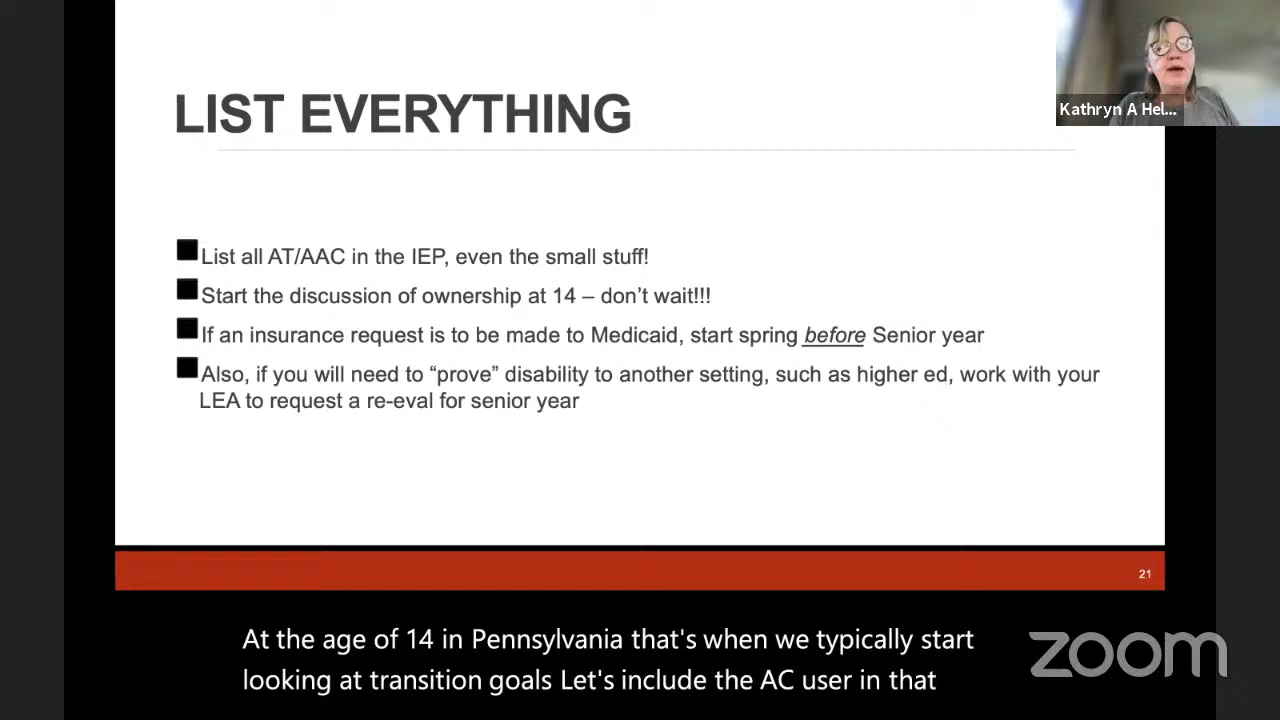 LIST EVERYTHING
Kathryn A Hel...
List all AT/AAC in the IEP, even the small stuff!
Start the discussion of ownership at 14 – don’t wait!!!
If an insurance request is to be made to Medicaid, start spring before Senior year
Also, if you will need to “prove” disability to another setting, such as higher ed, work with your
LEA to request a re-eval for senior year
21
At the age of 14 in Pennsylvania that's when we typically start
looking at transition goals Let's include the AC user in that
zoom